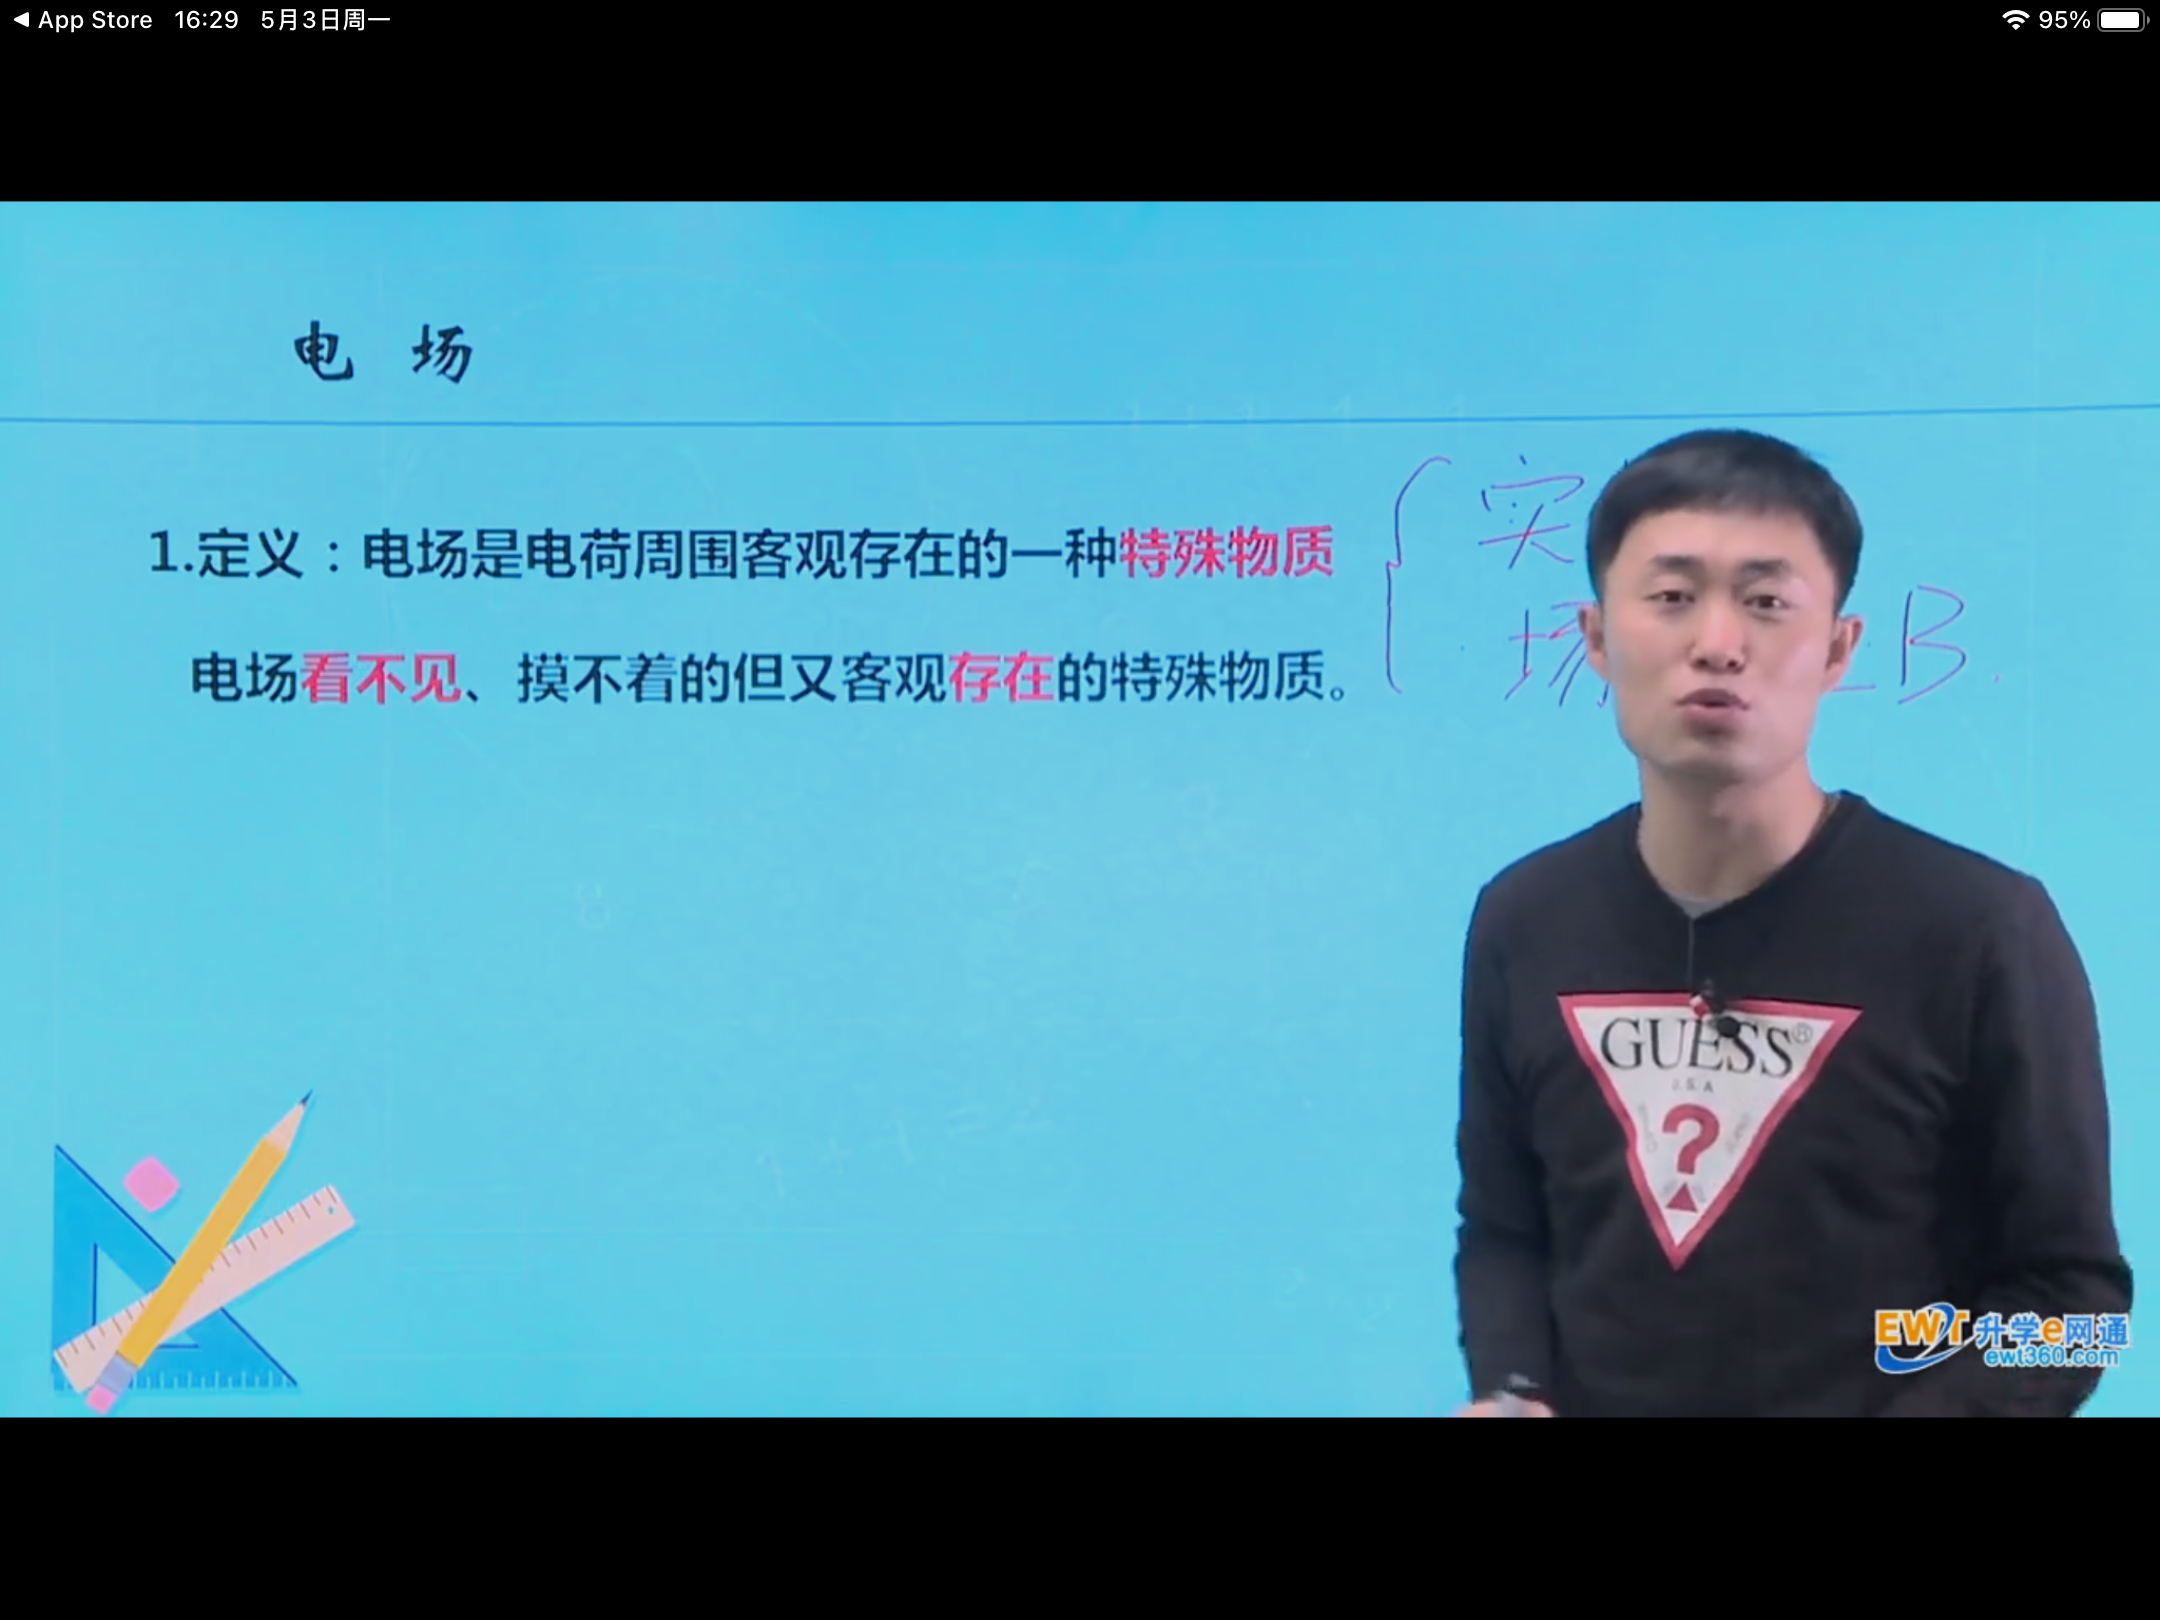 App Store 16:29 5月3日周一
95%
电 场
1.定义：电场是电荷周围客观存在的一种特殊物质
电场看不见、摸不着的但又客观存在的特殊物质。
实
场
B.
GUESS®
U.S.A
?
EWT 升学e网通
ewt360.com
1+1=2